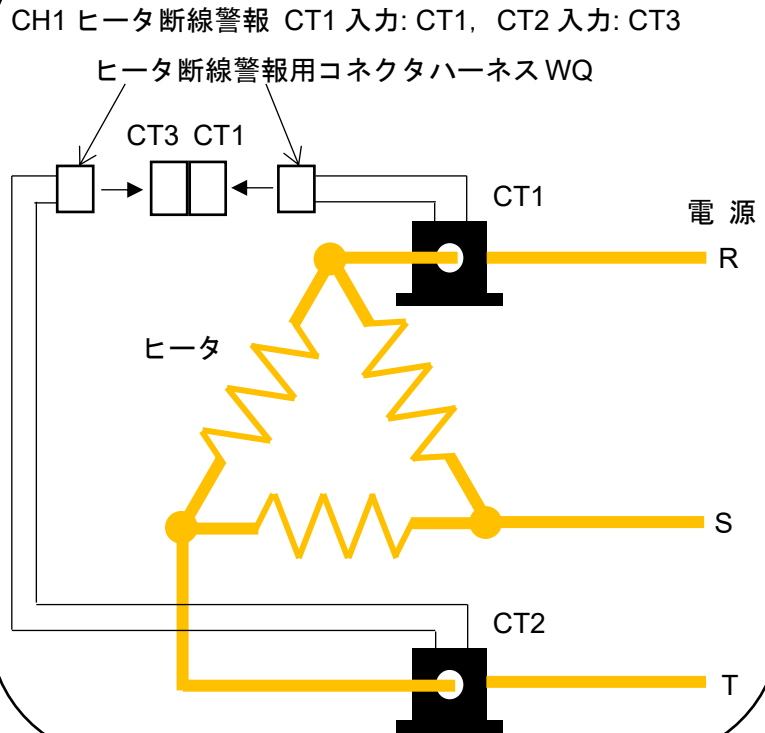 CH1 ヒータ断線警報 CT1 入力: CT1, CT2 入力: CT3
ヒータ断線警報用コネクタハーネス WQ
CT3 CT1
CT1
電 源
R
ヒータ
S
CT2
T